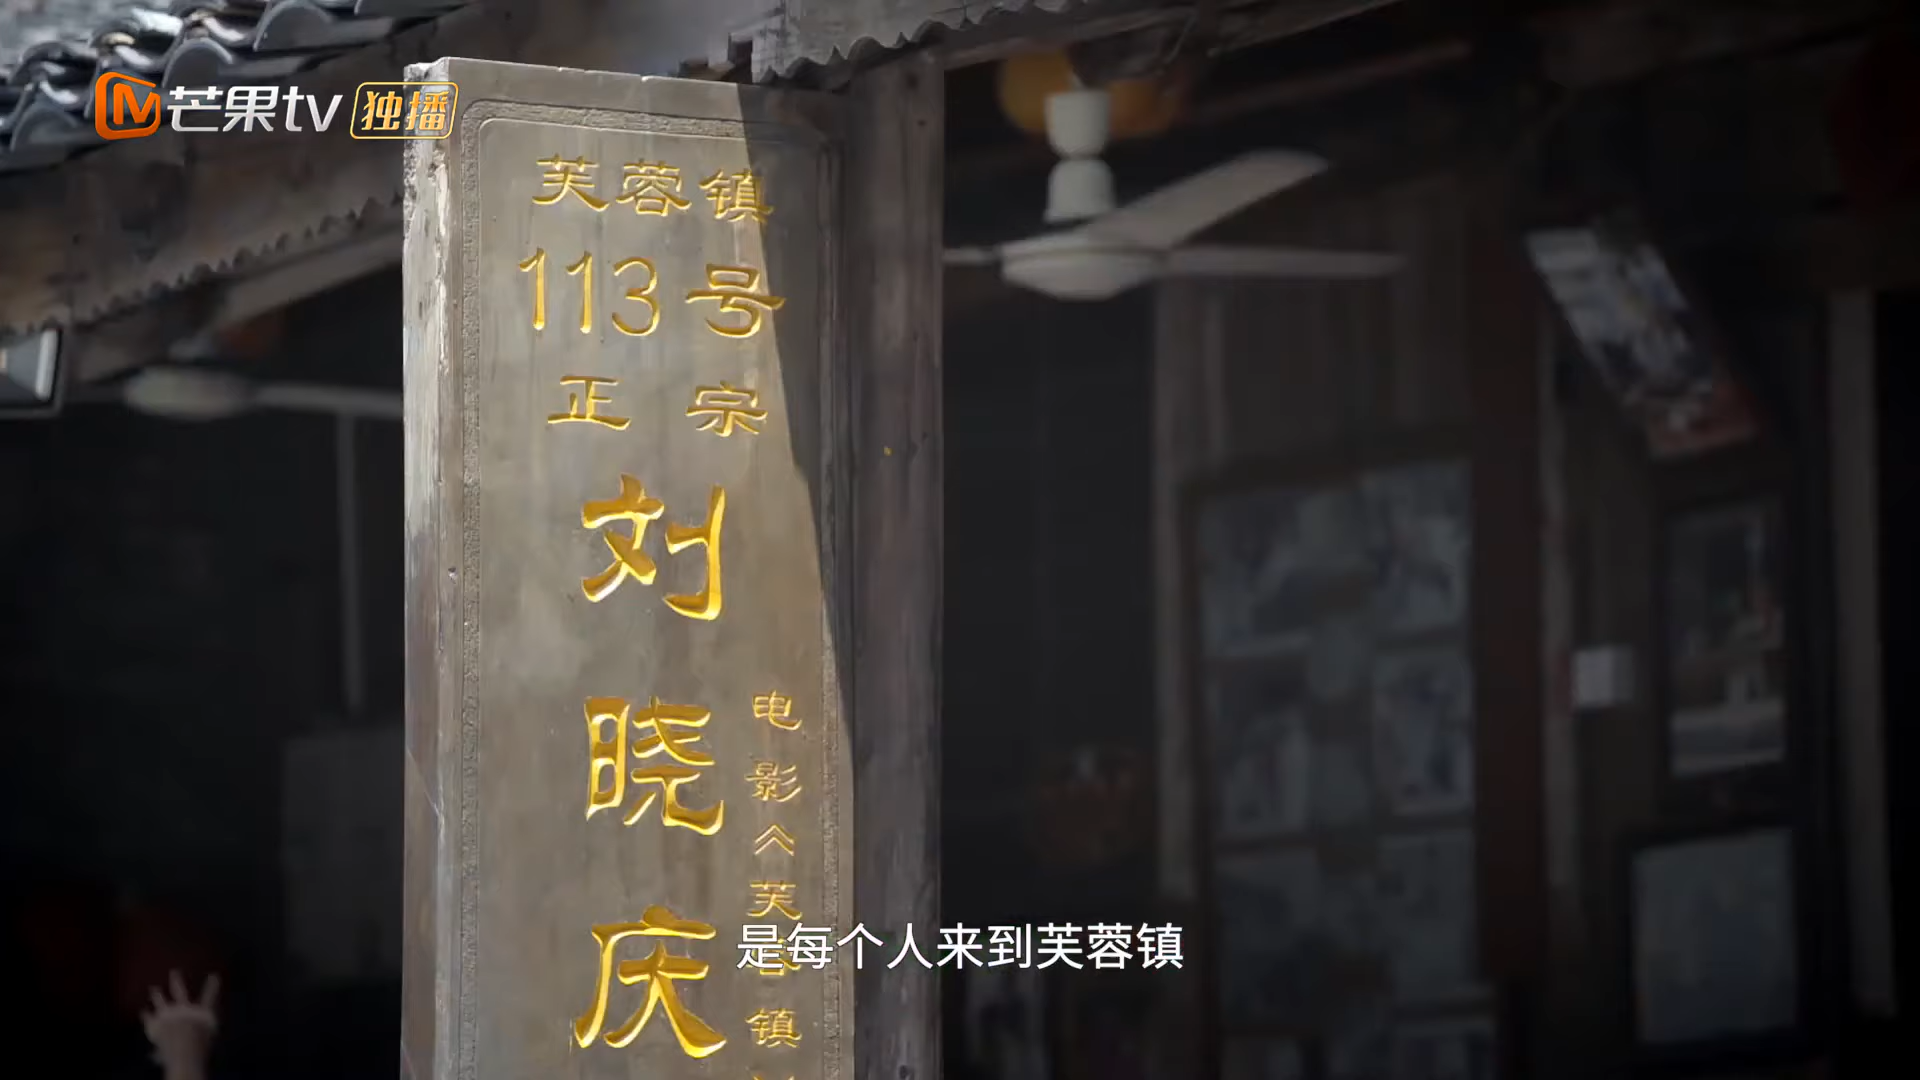 芒果tv 独播
芙蓉镇
113号
正宗
刘晓庆
电影《芙蓉镇
是每个人来到芙蓉镇